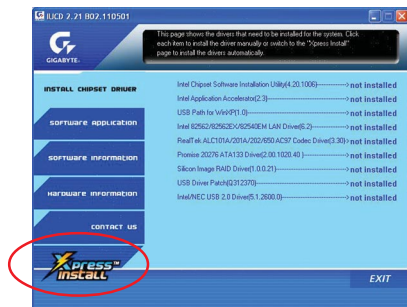 IUCD 2.21 B02.110501
GIGABYTE
This page shows the drivers that need to be installed for the system. Click
each item to install the driver manually or switch to the "Xpress Install"
page to install the drivers automatically.
INSTALL CHIPSET DRIVER
SOFTWARE APPLICATION
SOFTWARE INFORMATION
HARDWARE INFORMATION
CONTACT US
Xpress™
INSTALL
Intel Chipset Software Installation Utility(4.20.1006)------------>not installed
Intel Application Accelerator(2.3)------------>not installed
USB Path for WinXP(1.0)------------>not installed
Intel 82562/82562EX/82540EM LAN Driver(6.2)------------>not installed
RealTek ALC101A/201A/202/650 AC97 Codec Driver(3.30)->not installed
Promise 20276 ATA133 Driver(2.00.1020.40 )------------>not installed
Silicon Image RAID Driver(1.0.0.21)------------>not installed
USB Driver Patch(Q312370)------------>not installed
Intel/NEC USB 2.0 Driver(5.1.2600.0)------------>not installed
EXIT